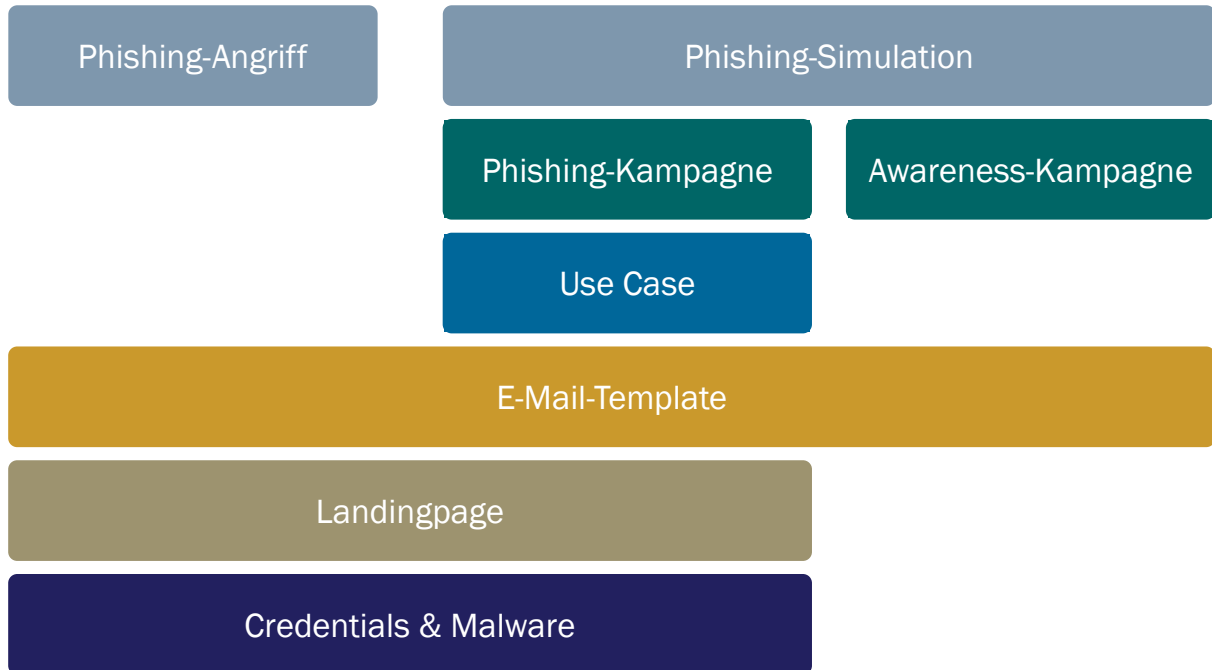 Phishing-Angriff
Phishing-Simulation
Phishing-Kampagne
Awareness-Kampagne
Use Case
E-Mail-Template
Landingpage
Credentials & Malware